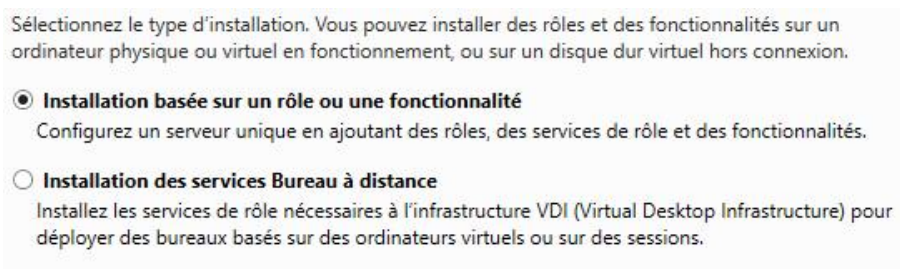 Sélectionnez le type d'installation. Vous pouvez installer des rôles et des fonctionnalités sur un
ordinateur physique ou virtuel en fonctionnement, ou sur un disque dur virtuel hors connexion.
Installation basée sur un rôle ou une fonctionnalité
Configurez un serveur unique en ajoutant des rôles, des services de rôle et des fonctionnalités.
Installation des services Bureau à distance
Installez les services de rôle nécessaires à l'infrastructure VDI (Virtual Desktop Infrastructure) pour
déployer des bureaux basés sur des ordinateurs virtuels ou sur des sessions.